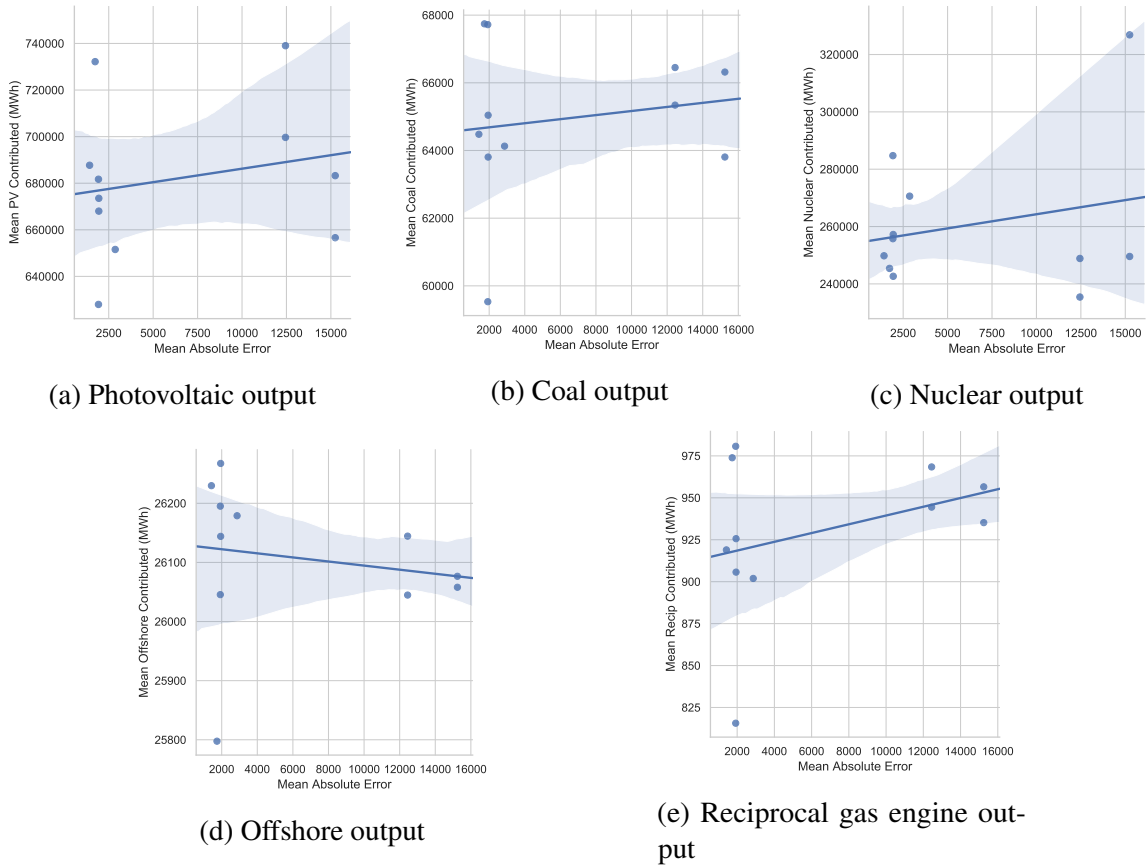 740000
720000
700000
680000
660000
640000
Mean PV Contributed (MWh)
2500 5000 7500 10000 12500 15000
Mean Absolute Error
(a) Photovoltaic output
68000
66000
64000
62000
60000
Mean Coal Contributed (MWh)
2000 4000 6000 8000 10000 12000 14000 16000
Mean Absolute Error
(b) Coal output
320000
300000
280000
260000
240000
Mean Nuclear Contributed (MWh)
2500 5000 7500 10000 12500 15000
Mean Absolute Error
(c) Nuclear output
26200
26100
26000
25900
25800
Mean Offshore Contributed (MWh)
2000 4000 6000 8000 10000 12000 14000 16000
Mean Absolute Error
(d) Offshore output
975
950
925
900
875
850
825
Mean Recip Contributed (MWh)
2000 4000 6000 8000 10000 12000 14000 16000
Mean Absolute Error
(e) Reciprocal gas engine out-
put